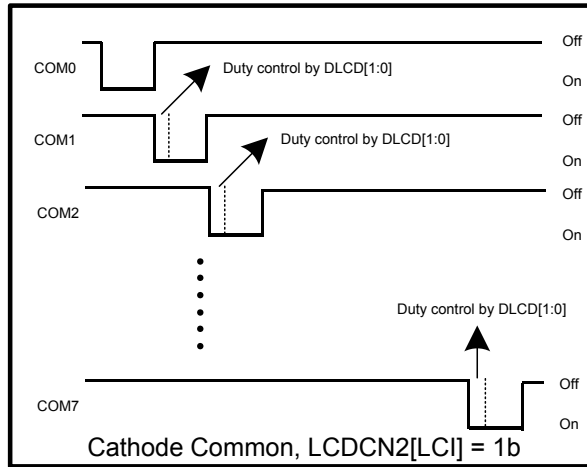 Off
COM0
Duty control by DLCD[1:0]
On
Off
COM1
Duty control by DLCD[1:0]
On
COM2
Off
On
Duty control by DLCD[1:0]
Off
COM7
On
Cathode Common, LCDCN2[LCI] = 1b